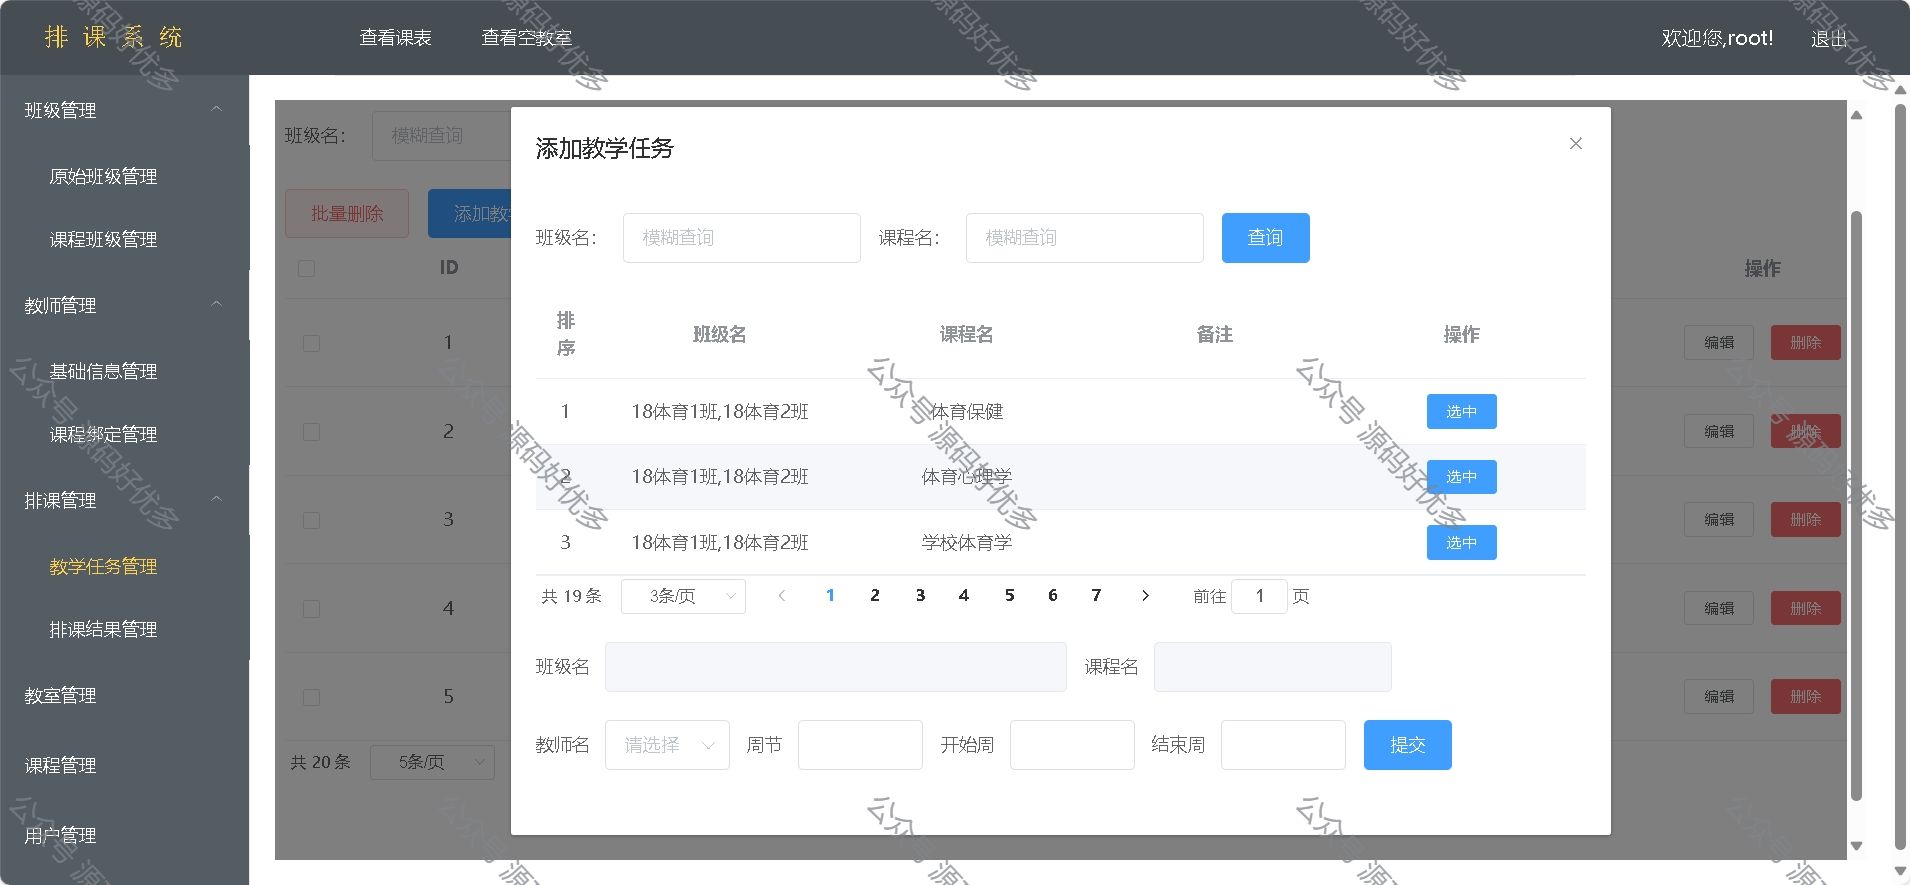 排 课 系 统
查看课表
查看空教室
欢迎您,root!
退出
班级管理
原始班级管理
课程班级管理
教师管理
基础信息管理
课程绑定管理
排课管理
教学任务管理
排课结果管理
教室管理
课程管理
用户管理
班级名：
模糊查询
批量删除
添加教学
ID
操作
1
编辑
删除
2
编辑
删除
3
编辑
删除
4
编辑
删除
5
编辑
删除
共 20 条
5条/页
添加教学任务
班级名：
模糊查询
课程名：
模糊查询
查询
排序
班级名
课程名
备注
操作
1
18体育1班,18体育2班
体育保健
选中
2
18体育1班,18体育2班
体育心理学
选中
3
18体育1班,18体育2班
学校体育学
选中
共 19 条
3条/页
1 2 3 4 5 6 7
前往 1 页
班级名
课程名
教师名
请选择
周节
开始周
结束周
提交
公众号 源码好优多